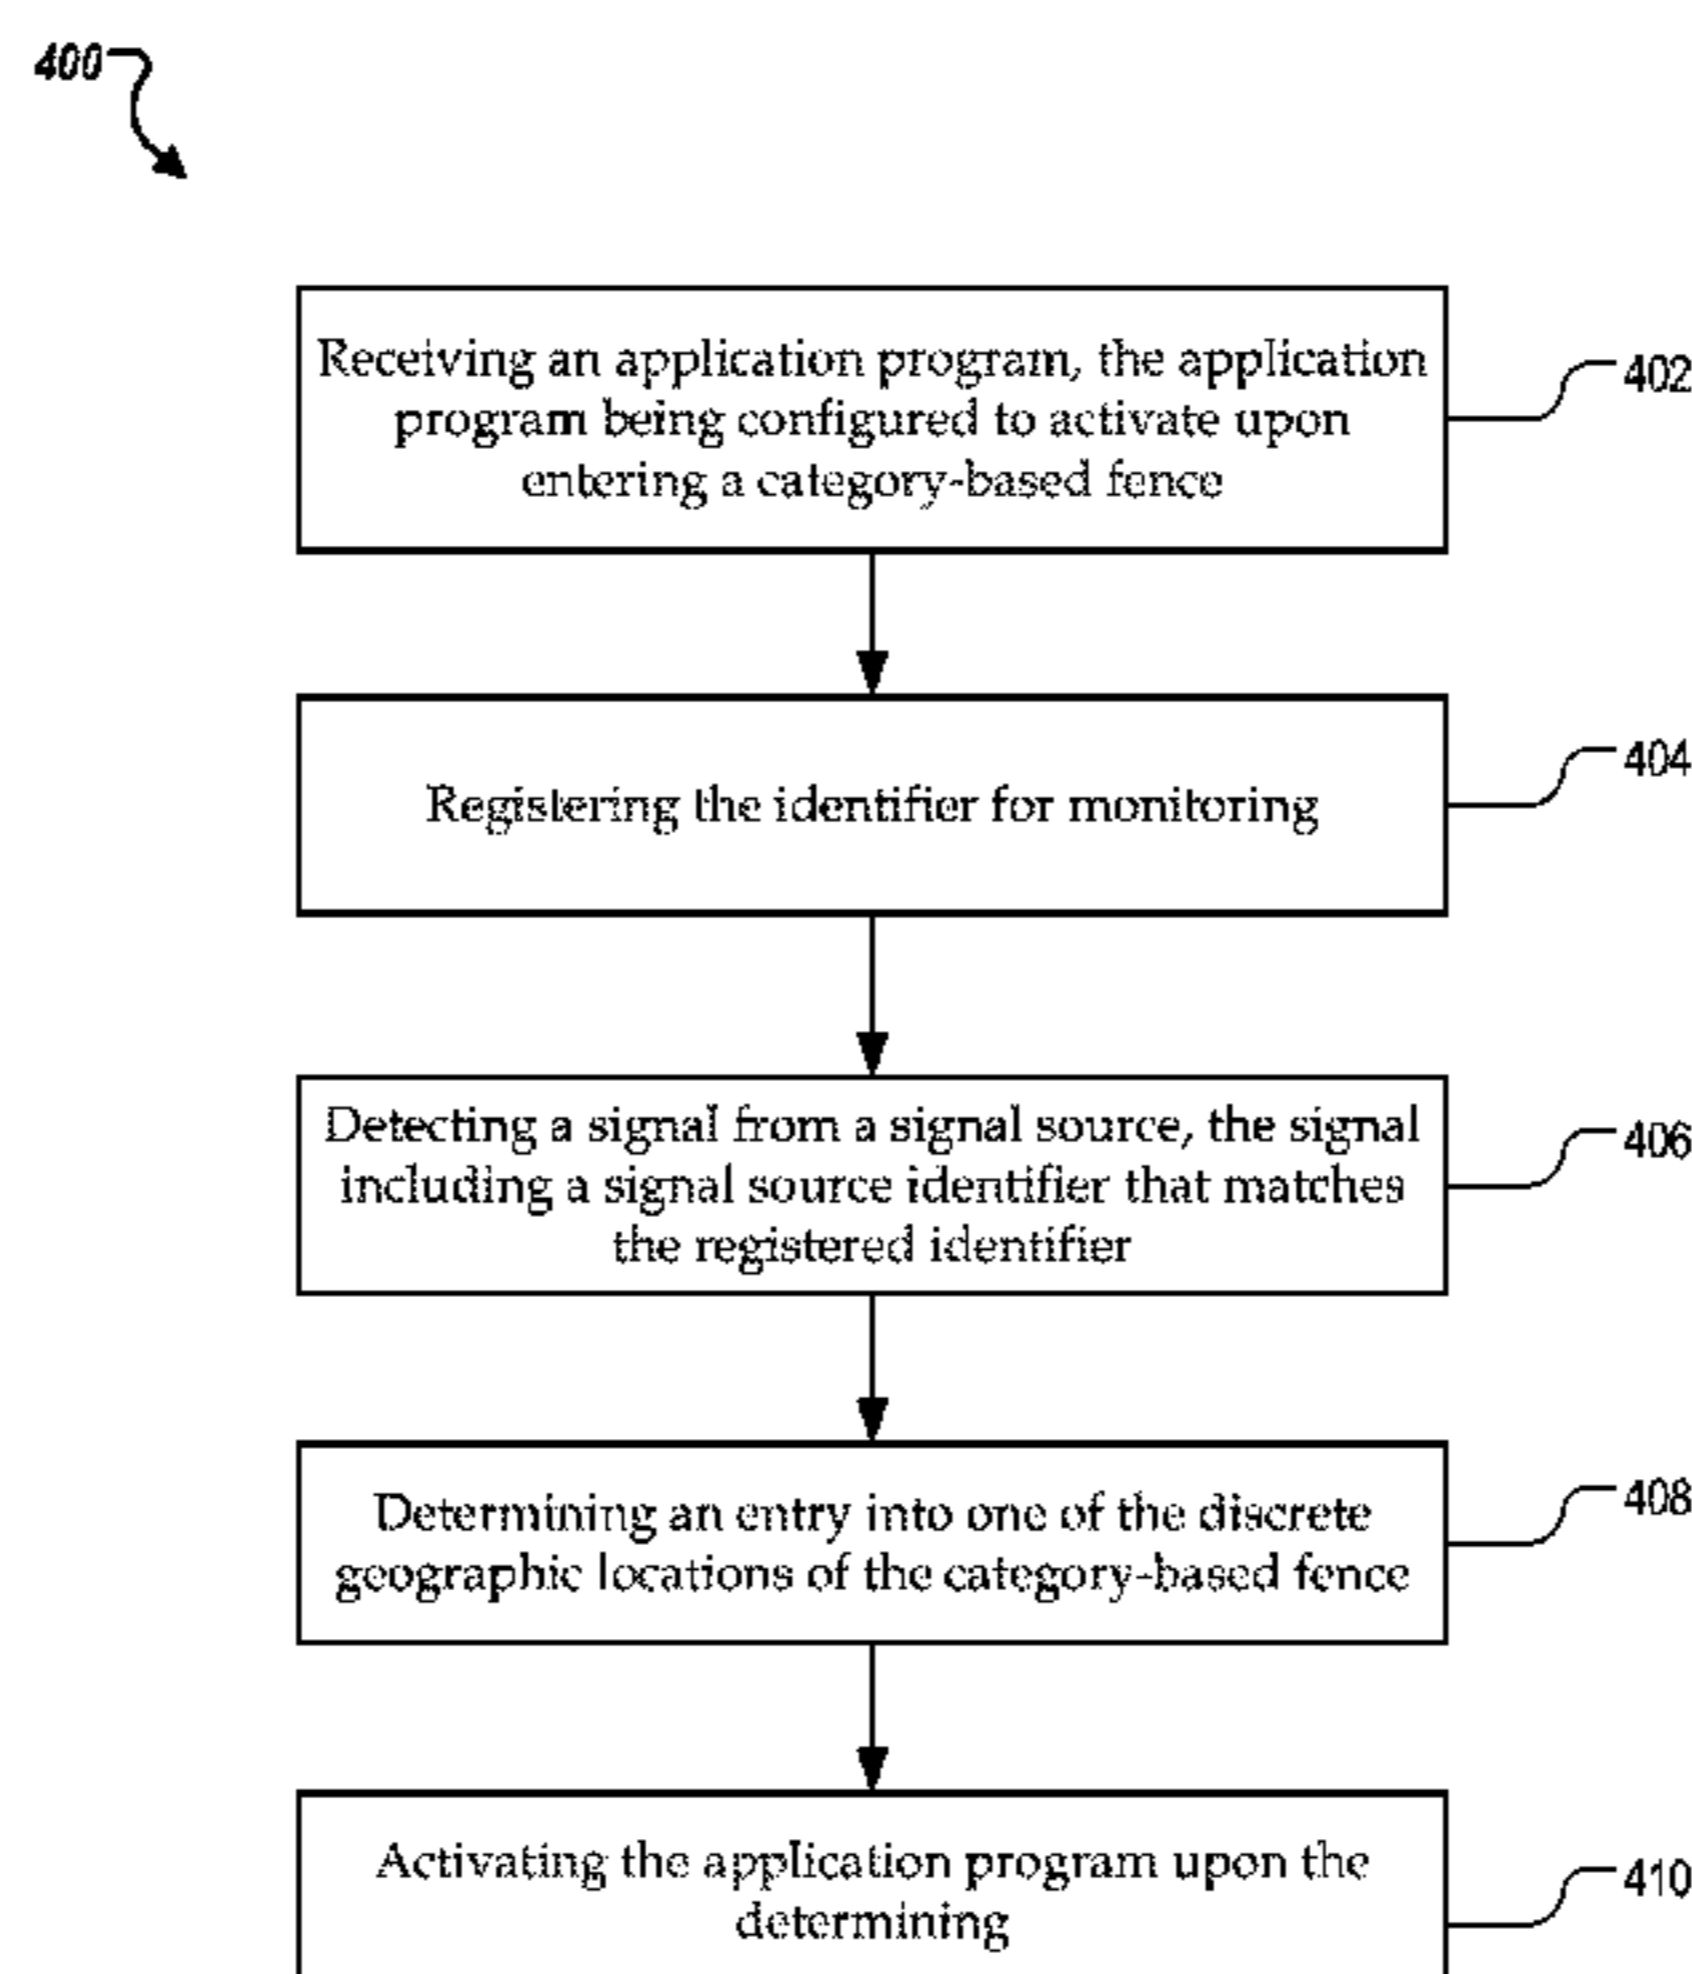 400
Receiving an application program, the application
program being configured to activate upon
entering a category-based fence
402
Registering the identifier for monitoring
404
Detecting a signal from a signal source, the signal
including a signal source identifier that matches
the registered identifier
406
Determining an entry into one of the discrete
geographic locations of the category-based fence
408
Activating the application program upon the
determining
410